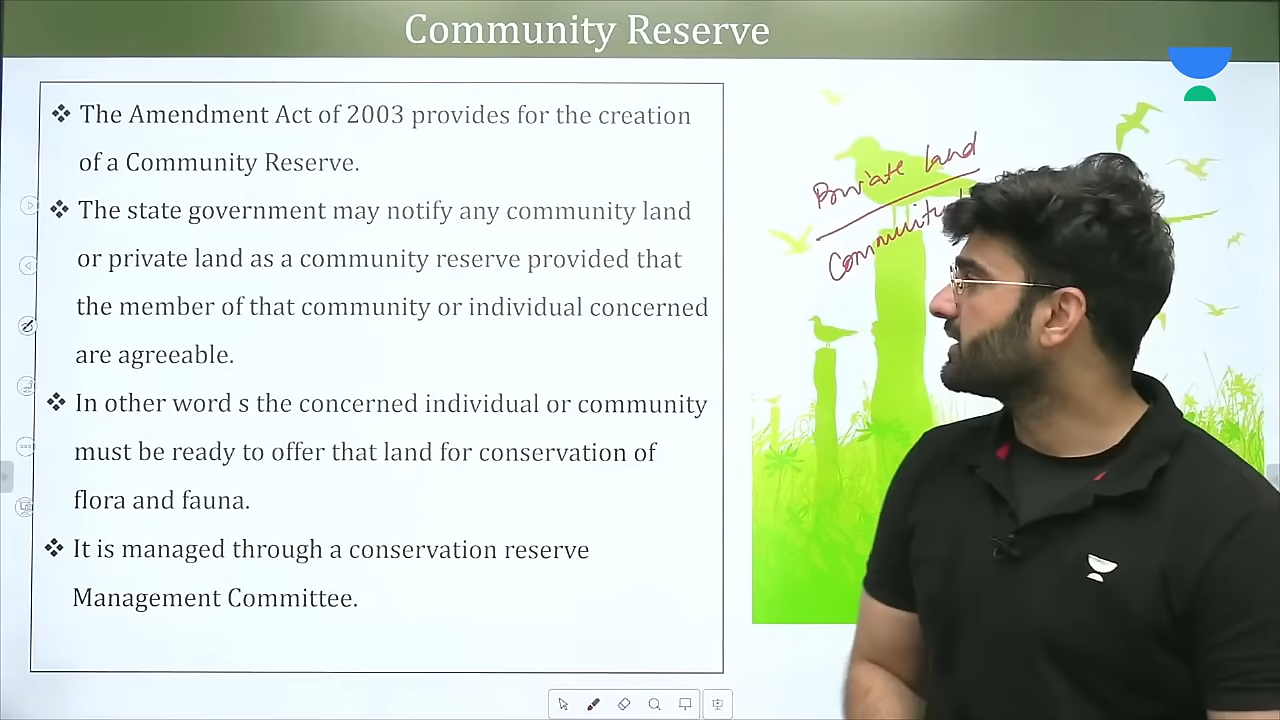 Community Reserve
❖ The Amendment Act of 2003 provides for the creation
of a Community Reserve.
❖ The state government may notify any community land
or private land as a community reserve provided that
the member of that community or individual concerned
are agreeable.
❖ In other word s the concerned individual or community
must be ready to offer that land for conservation of
flora and fauna.
❖ It is managed through a conservation reserve
Management Committee.
Private land
Community